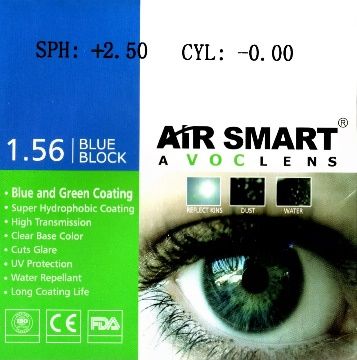 SPH: +2.50 CYL: -0.00
AiR SMART®
A VOC LENS
1.56 BLUE BLOCK
REFLECT KINS DUST WATER
• Blue and Green Coating
• Super Hydrophobic Coating
• High Transmission
• Clear Base Color
• Cuts Glare
• UV Protection
• Water Repellant
• Long Coating Life
ISO CE FDA